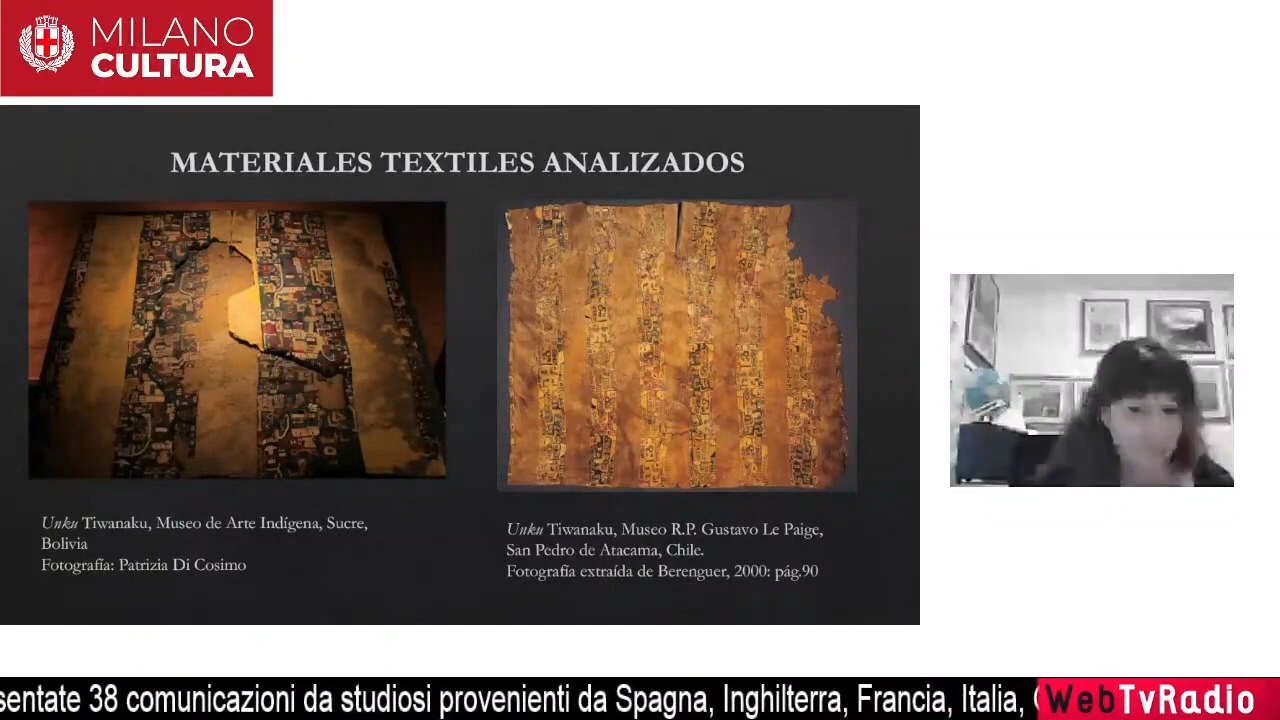 MILANO
CULTURA
MATERIALES TEXTILES ANALIZADOS
Unku Tiwanaku, Museo de Arte Indígena, Sucre,
Bolivia
Fotografía: Patrizia Di Cosimo
Unku Tiwanaku, Museo R.P. Gustavo Le Paige,
San Pedro de Atacama, Chile.
Fotografía extraída de Berenguer, 2000: pág.90
sentate 38 comunicazioni da studiosi provenienti da Spagna, Inghilterra, Francia, Italia,
WebTvRadio